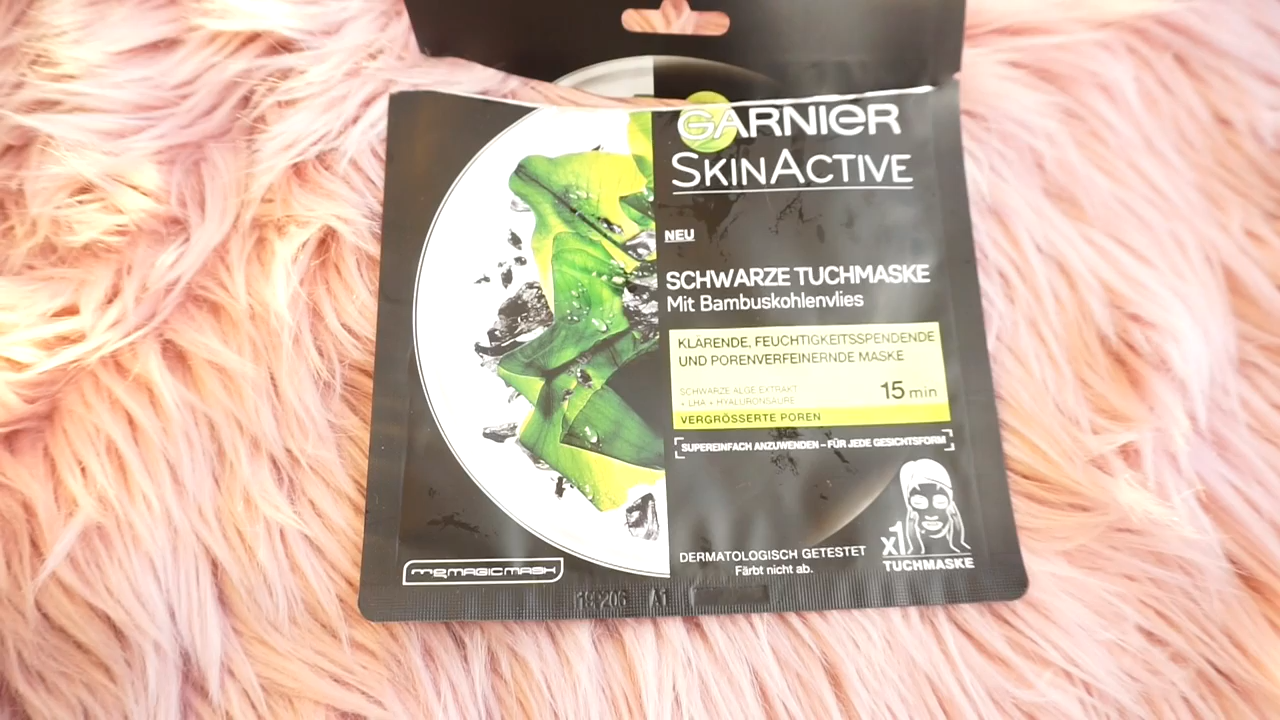 GARNIER
SKINACTIVE
NEU
SCHWARZE TUCHMASKE
Mit Bambuskohlenvlies
KLÄRENDE, FEUCHTIGKEITSSPENDENDE
UND PORENVERFEINERNDE MASKE
SCHWARZE ALGE EXTRAKT
+ LHA + HYALURONSÄURE
15 min
VERGRÖSSERTE POREN
SUPEREINFACH ANZUWENDEN – FÜR JEDE GESICHTSFORM
DERMATOLOGISCH GETESTET
Färbt nicht ab.
x1
TUCHMASKE
MAGIC MASK
A1